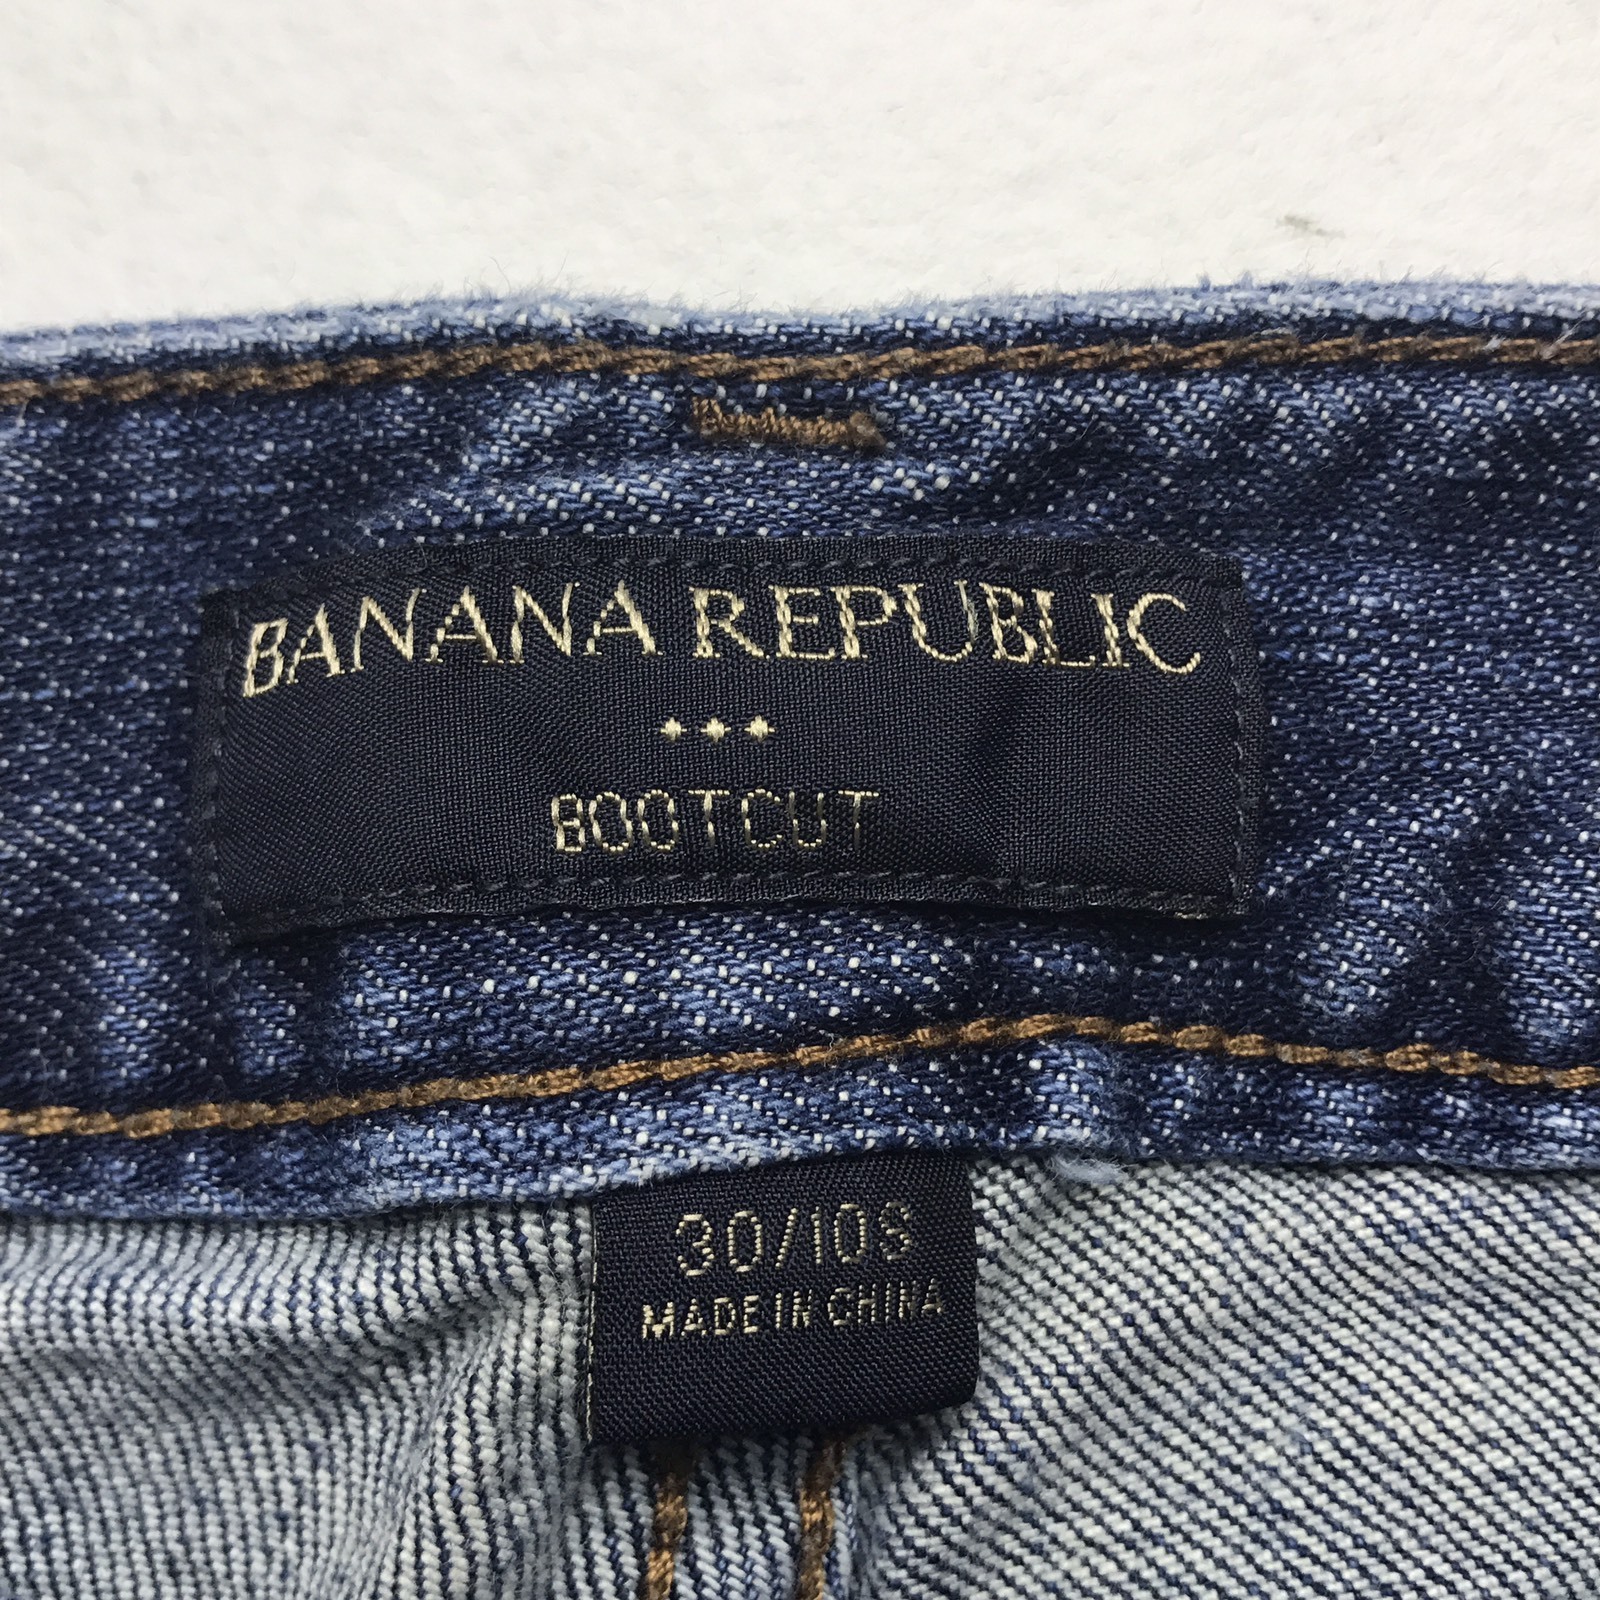 BANANA REPUBLIC
BOOTCUT
30/10S
MADE IN CHINA